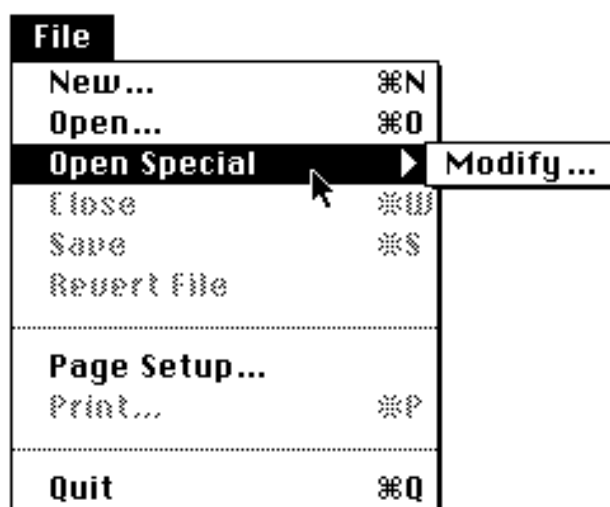 File
New... ⌘N
Open... ⌘O
Open Special Modify...
Close ⌘W
Save ⌘S
Revert File
Page Setup...
Print... ⌘P
Quit ⌘Q